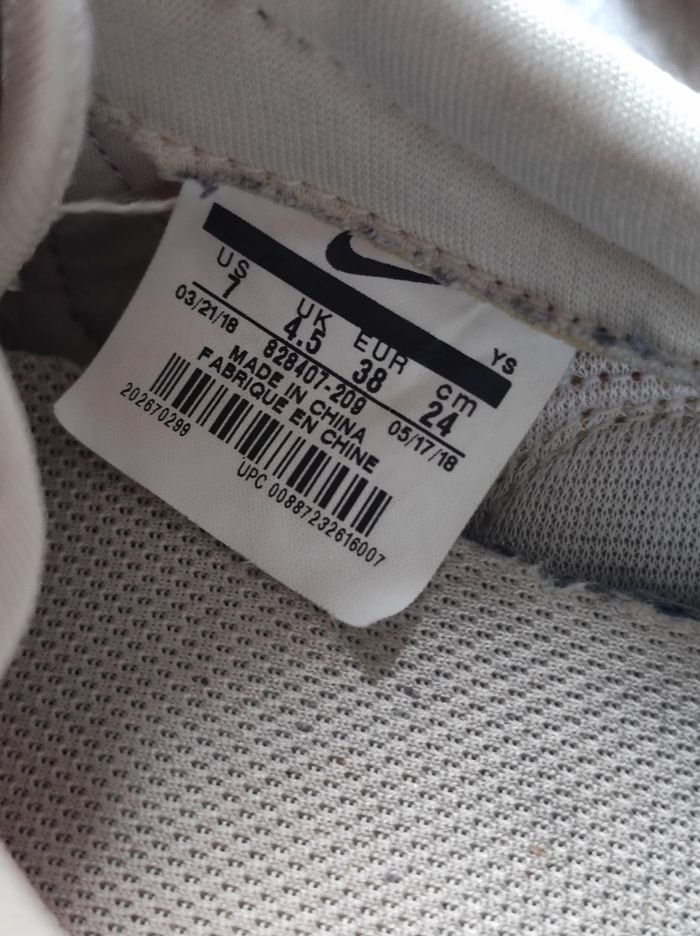 YS
US UK EUR cm
7 4.5 38 24
03/21/18 828407-209 05/17/18
MADE IN CHINA
FABRIQUE EN CHINE
202670299
UPC 00887232616007